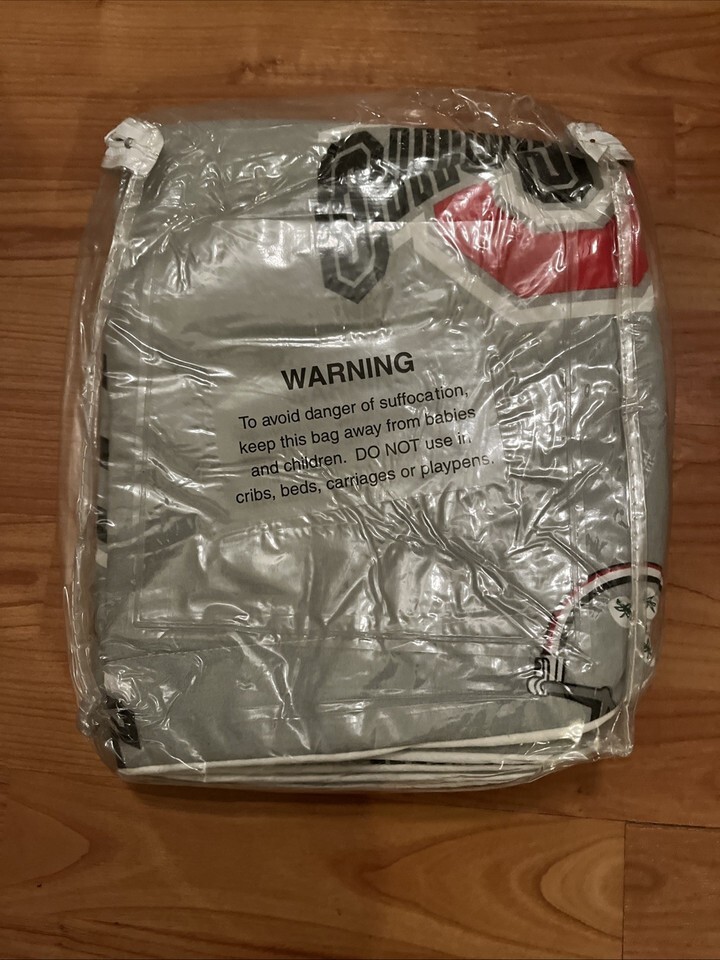 WARNING
To avoid danger of suffocation,
keep this bag away from babies
and children. DO NOT use in
cribs, beds, carriages or playpens.